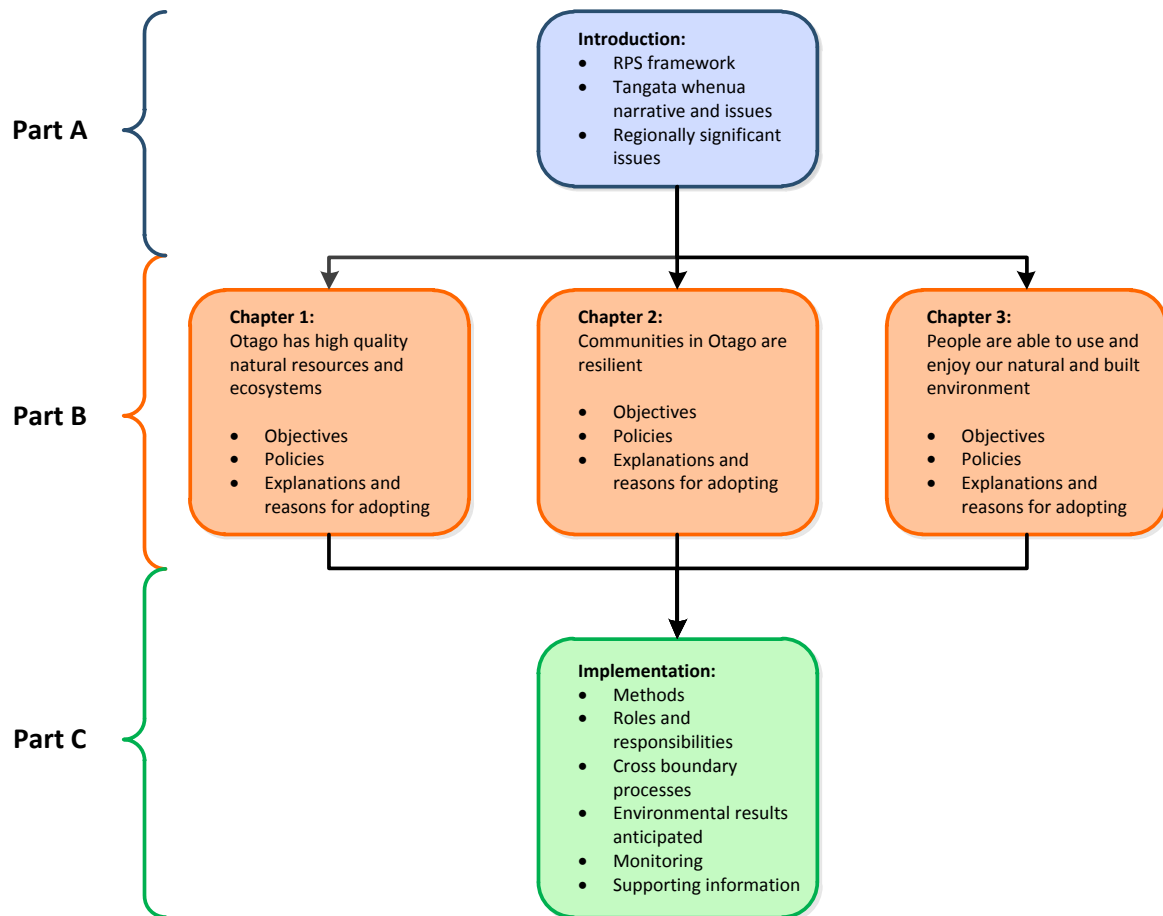 Part A
Introduction:
• RPS framework
• Tangata whenua
narrative and issues
• Regionally significant
issues
Part B
Chapter 1:
Otago has high quality
natural resources and
ecosystems
• Objectives
• Policies
• Explanations and
reasons for adopting
Chapter 2:
Communities in Otago are
resilient
• Objectives
• Policies
• Explanations and
reasons for adopting
Chapter 3:
People are able to use and
enjoy our natural and built
environment
• Objectives
• Policies
• Explanations and
reasons for adopting
Part C
Implementation:
• Methods
• Roles and
responsibilities
• Cross boundary
processes
• Environmental results
anticipated
• Monitoring
• Supporting information